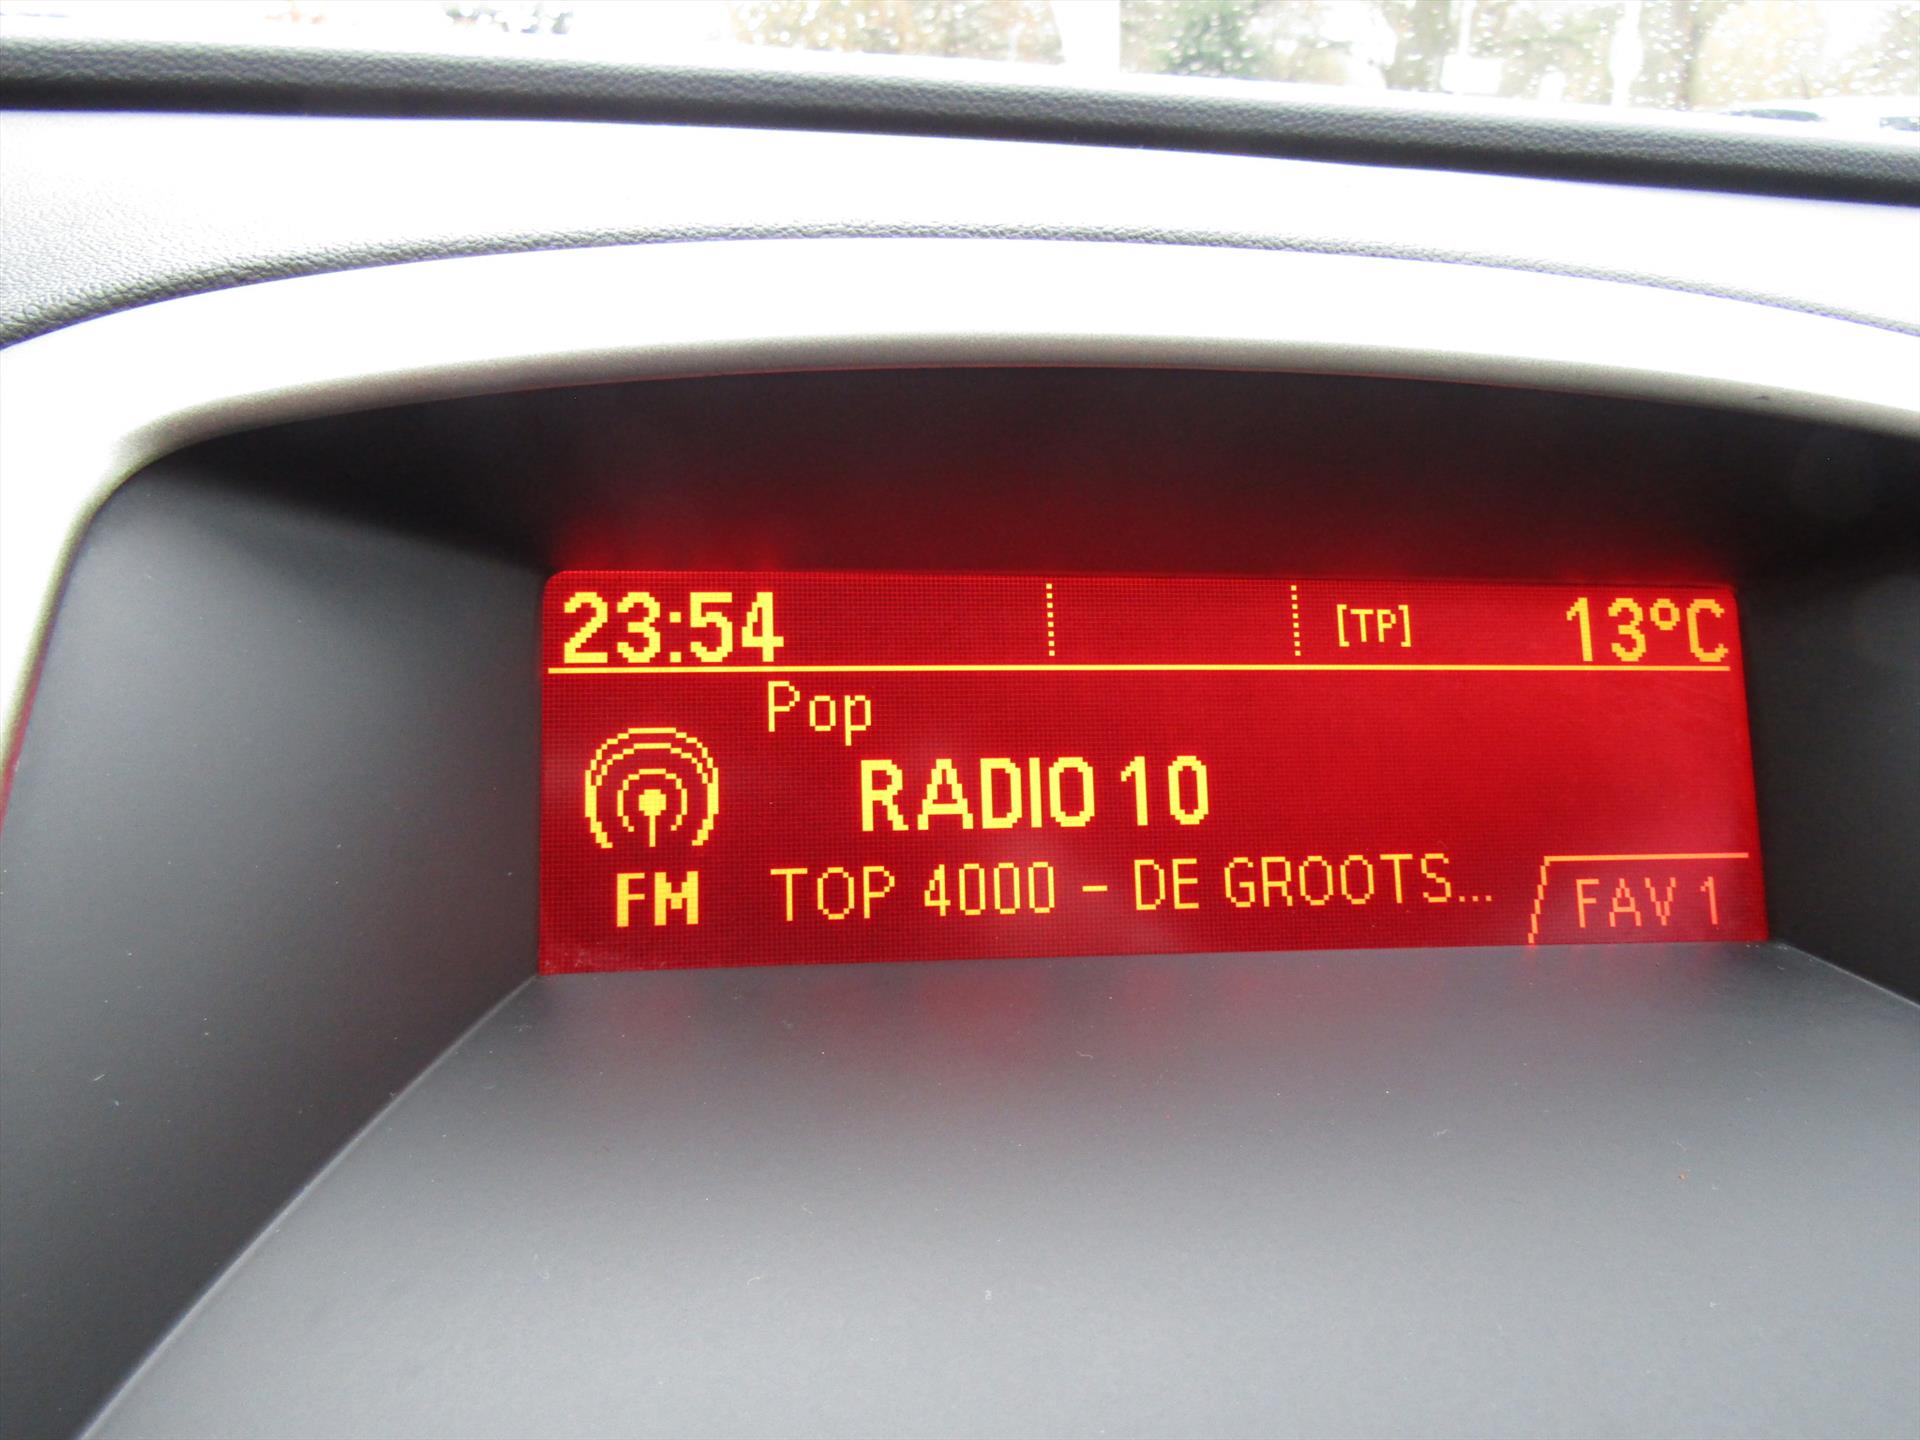 23:54 [TP] 13°C
Pop
RADIO 10
FM TOP 4000 - DE GROOTS... FAV 1